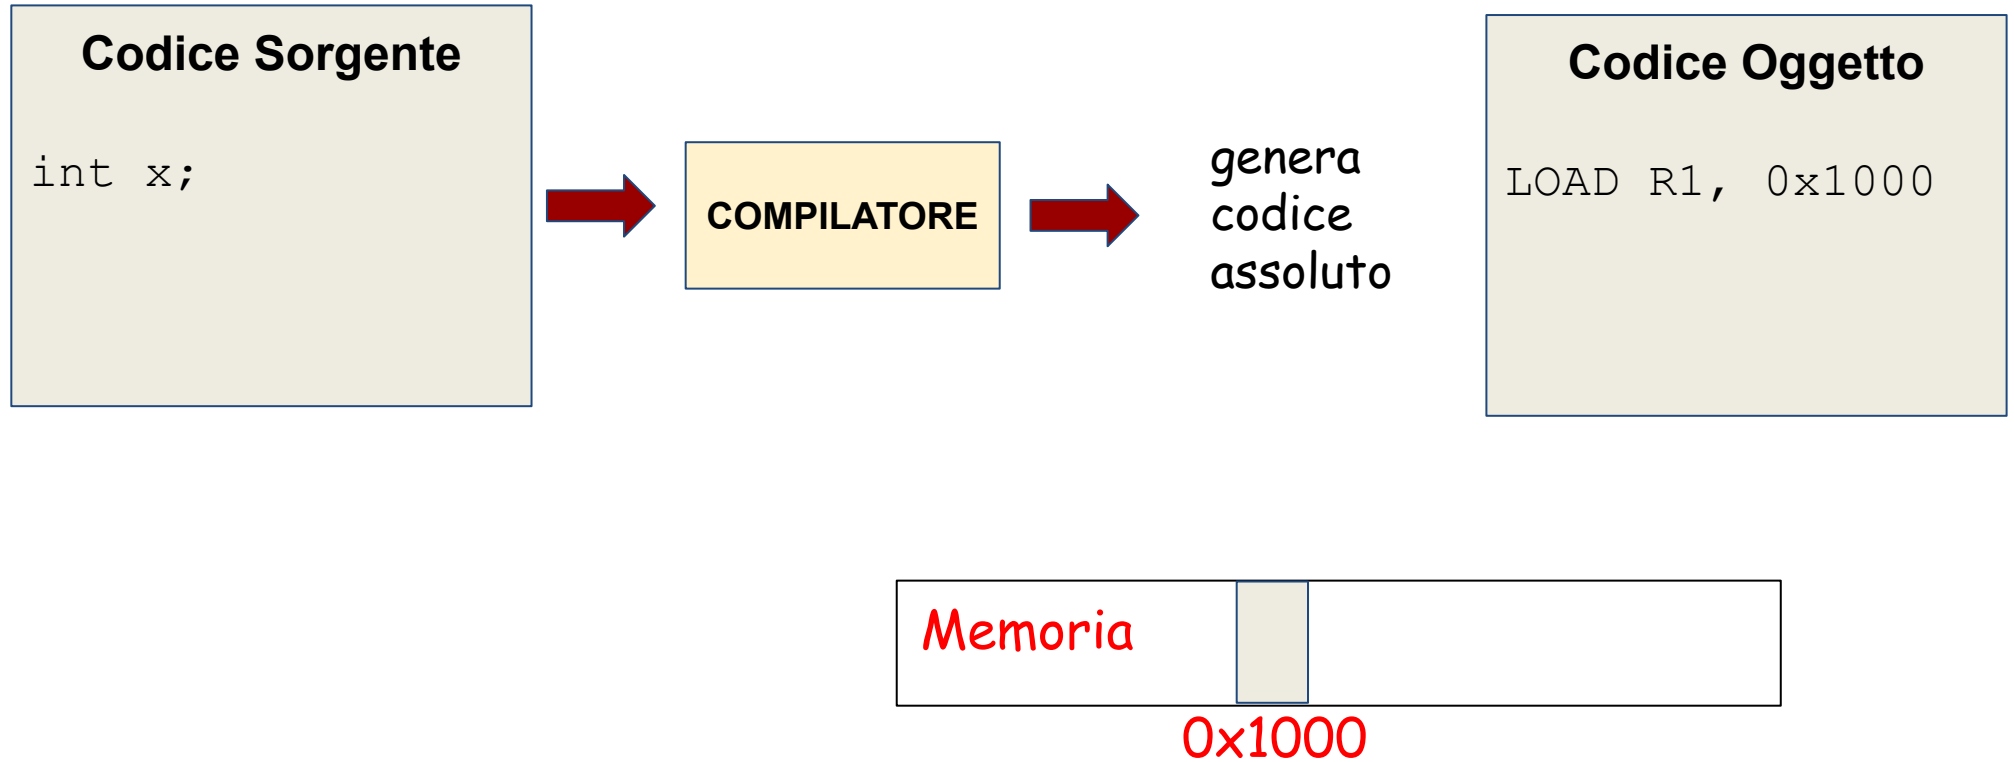 Codice Sorgente
int x;
COMPILATORE
genera
codice
assoluto
Codice Oggetto
LOAD R1, 0x1000
Memoria
0x1000